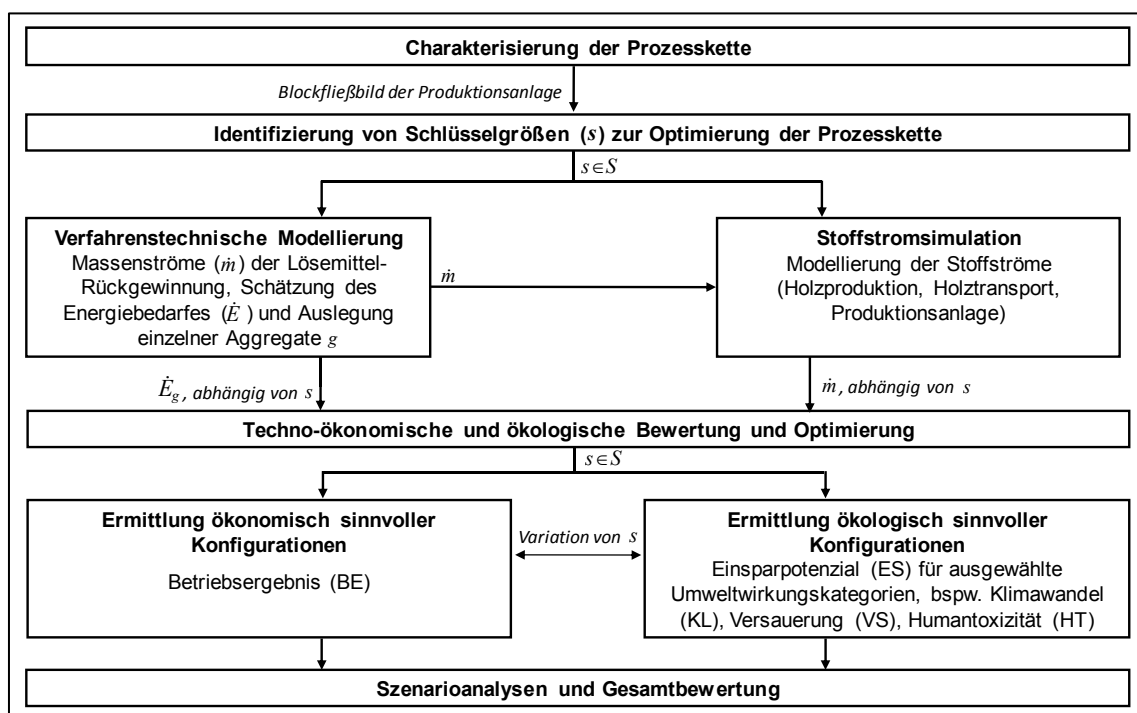 Charakterisierung der Prozesskette
Blockfließbild der Produktionsanlage
Identifizierung von Schlüsselgrößen (s) zur Optimierung der Prozesskette
s∈S
Verfahrenstechnische Modellierung
Massenströme (ṁ) der Lösemittel-
Rückgewinnung, Schätzung des
Energiebedarfes (Ė) und Auslegung
einzelner Aggregate g
ṁ
Stoffstromsimulation
Modellierung der Stoffströme
(Holzproduktion, Holztransport,
Produktionsanlage)
Ė_g, abhängig von s
ṁ, abhängig von s
Techno-ökonomische und ökologische Bewertung und Optimierung
s∈S
Ermittlung ökonomisch sinnvoller
Konfigurationen
Betriebsergebnis (BE)
Variation von s
Ermittlung ökologisch sinnvoller
Konfigurationen
Einsparpotenzial (ES) für ausgewählte
Umweltwirkungskategorien, bspw. Klimawandel
(KL), Versauerung (VS), Humantoxizität (HT)
Szenarioanalysen und Gesamtbewertung